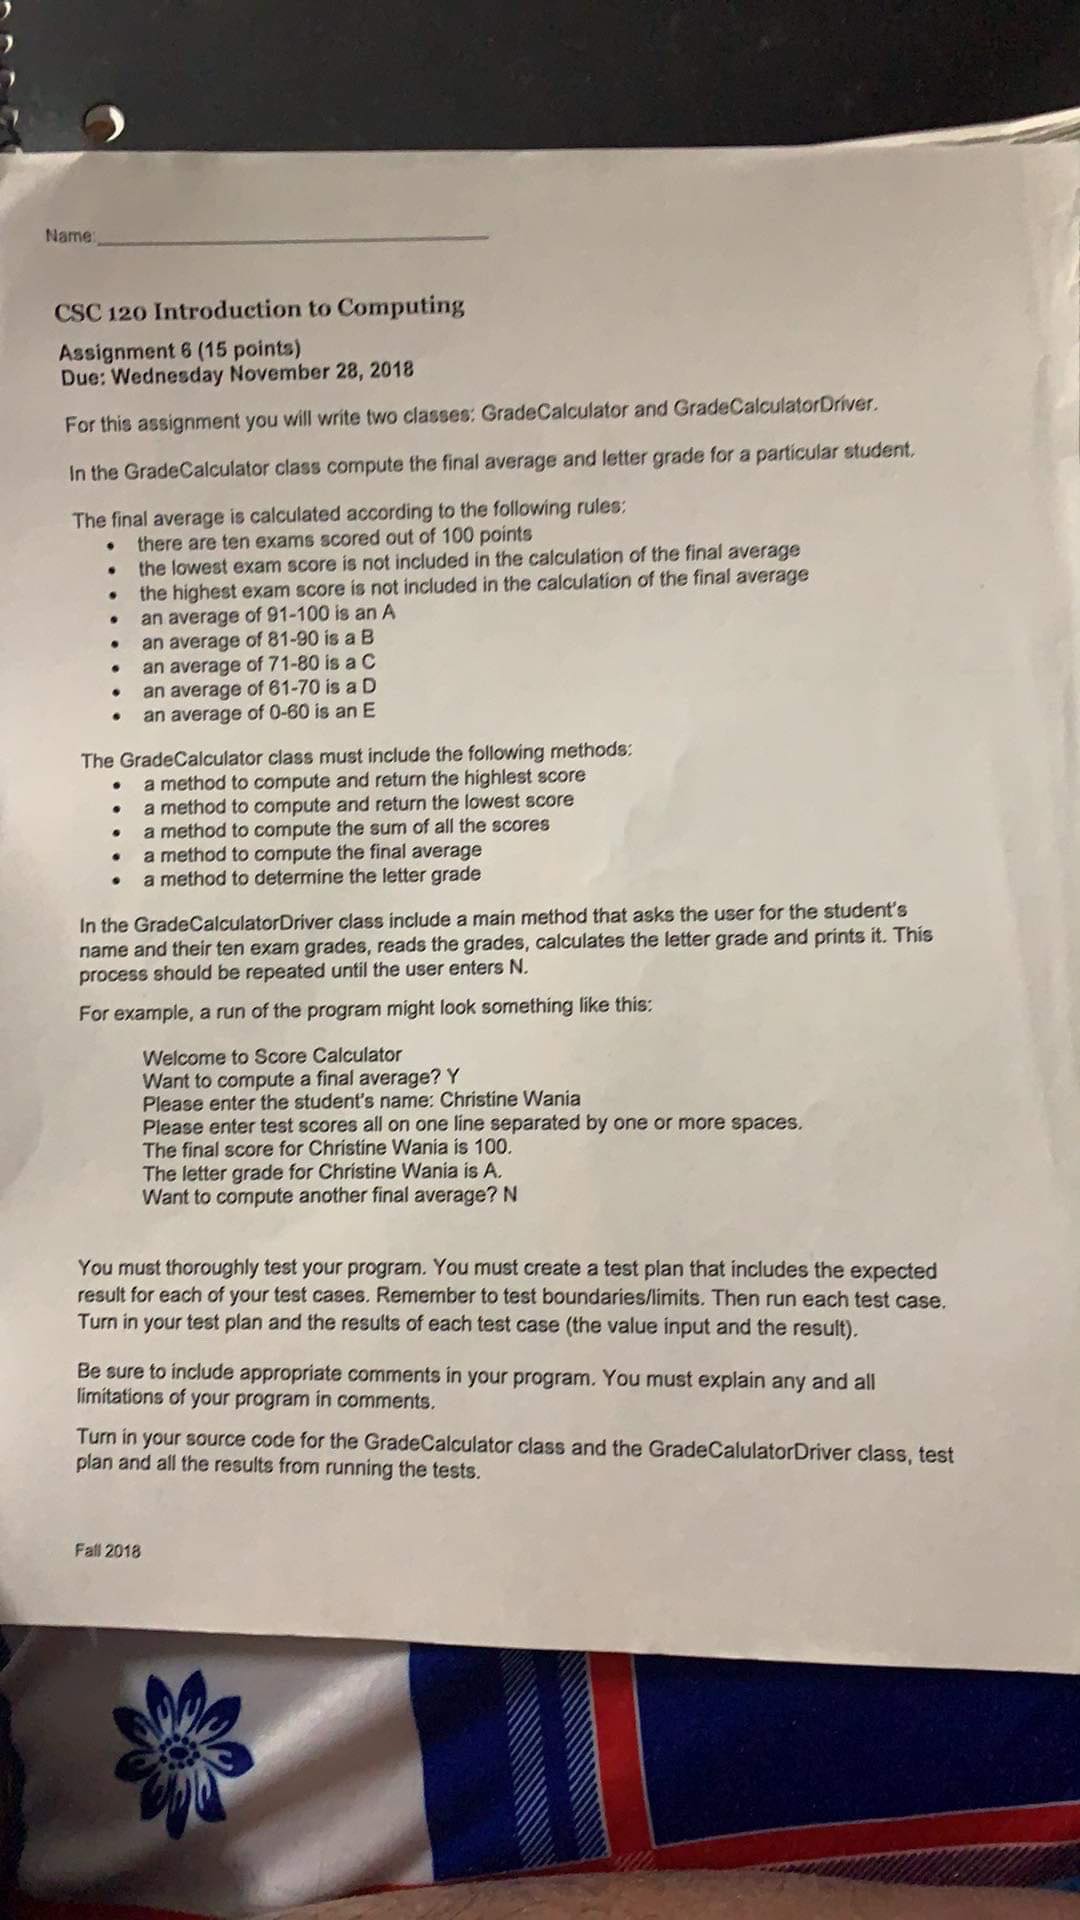 Name:
CSC 120 Introduction to Computing
Assignment 6 (15 points)
Due: Wednesday November 28, 2018
For this assignment you will write two classes: GradeCalculator and GradeCalculatorDriver.
In the GradeCalculator class compute the final average and letter grade for a particular student.
The final average is calculated according to the following rules:
• there are ten exams scored out of 100 points
• the lowest exam score is not included in the calculation of the final average
• the highest exam score is not included in the calculation of the final average
• an average of 91-100 is an A
• an average of 81-90 is a B
• an average of 71-80 is a C
• an average of 61-70 is a D
• an average of 0-60 is an E
The GradeCalculator class must include the following methods:
• a method to compute and return the highlest score
• a method to compute and return the lowest score
• a method to compute the sum of all the scores
• a method to compute the final average
• a method to determine the letter grade
In the GradeCalculatorDriver class include a main method that asks the user for the student's
name and their ten exam grades, reads the grades, calculates the letter grade and prints it. This
process should be repeated until the user enters N.
For example, a run of the program might look something like this:
Welcome to Score Calculator
Want to compute a final average? Y
Please enter the student's name: Christine Wania
Please enter test scores all on one line separated by one or more spaces.
The final score for Christine Wania is 100.
The letter grade for Christine Wania is A.
Want to compute another final average? N
You must thoroughly test your program. You must create a test plan that includes the expected
result for each of your test cases. Remember to test boundaries/limits. Then run each test case.
Turn in your test plan and the results of each test case (the value input and the result).
Be sure to include appropriate comments in your program. You must explain any and all
limitations of your program in comments.
Turn in your source code for the GradeCalculator class and the GradeCalulatorDriver class, test
plan and all the results from running the tests.
Fall 2018